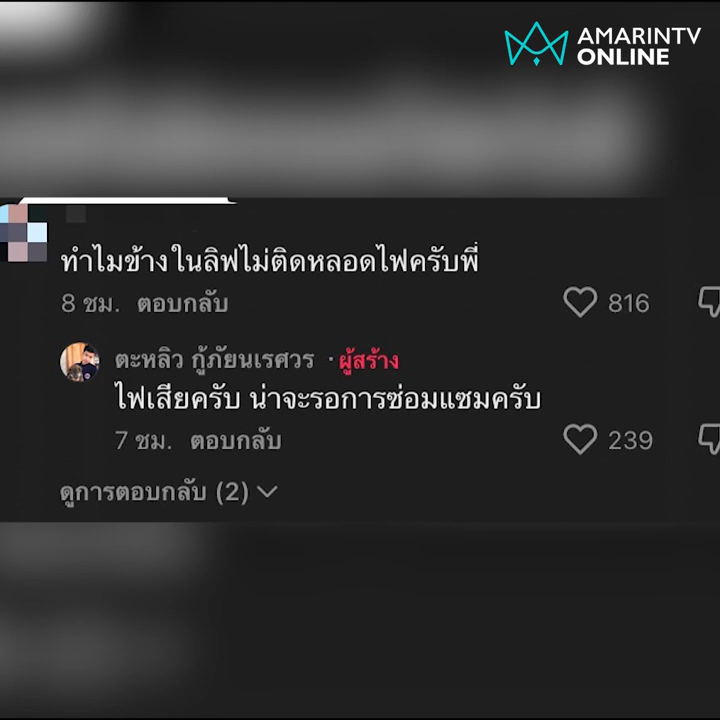 AMARINTV
ONLINE
ทำไมข้างในลิฟไม่ติดหลอดไฟครับพี่
8 ชม. ตอบกลับ 816
ตะหลิว กู้ภัยนเรศวร · ผู้สร้าง
ไฟเสียครับ น่าจะรอการซ่อมแซมครับ
7 ชม. ตอบกลับ 239
ดูการตอบกลับ (2)